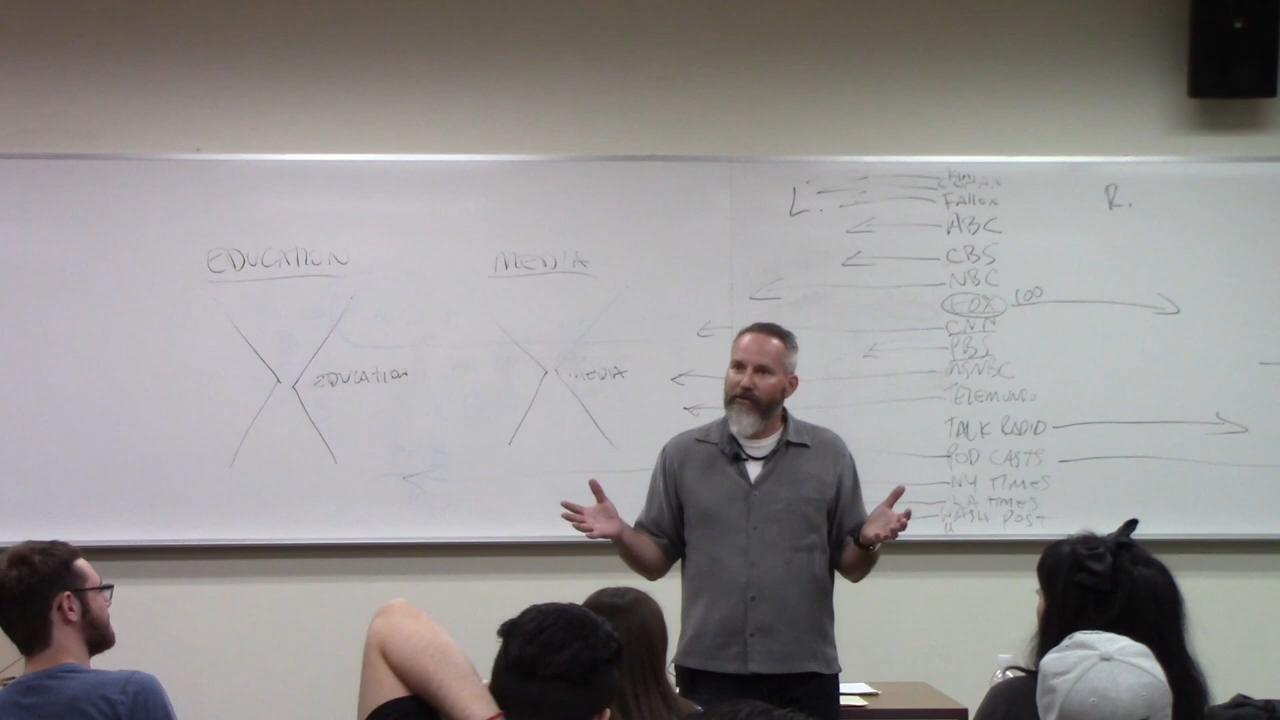 EDUCATION
EDUCATION
MEDIA
MEDIA
L.
R.
FALLON
ABC
CBS
NBC
FOX 100
CNN
PBS
MSNBC
TELEMUNDO
TALK RADIO
POD CASTS
NY TIMES
LA TIMES
WASH POST